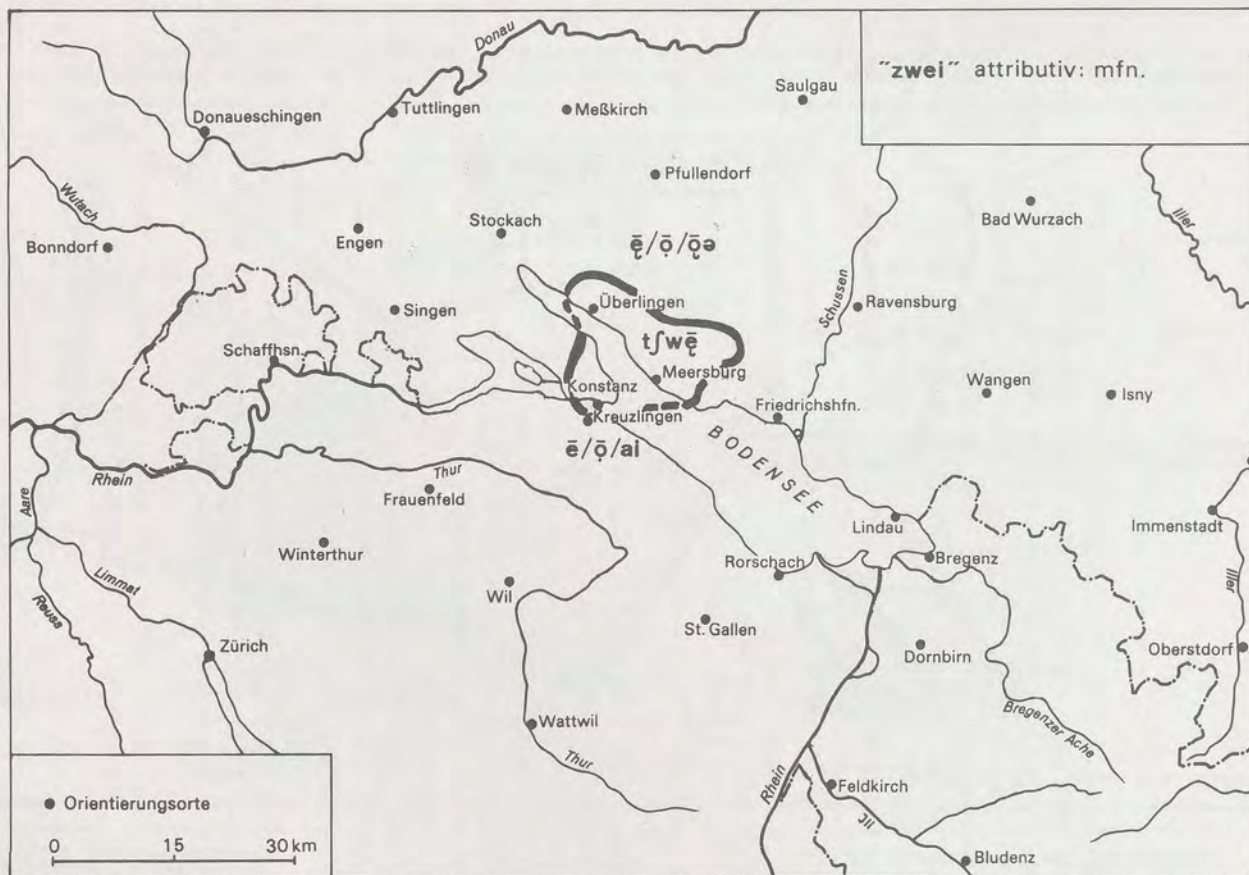 "zwei" attributiv: mfn.
Donau
Saulgau
Tuttlingen
Meßkirch
Donaueschingen
Pfullendorf
Wutach
Iller
Bad Wurzach
Stockach
Engen
Bonndorf
ę̄/ọ̄/ǭə
Schussen
Überlingen
Ravensburg
Singen
tʃwę̄
Schaffhsn.
Meersburg
Konstanz
Wangen
Isny
Friedrichshfn.
Kreuzlingen
BODENSEE
ē/ọ̄/ai
Rhein
Thur
Aare
Frauenfeld
Lindau
Immenstadt
Winterthur
Rorschach
Bregenz
Limmat
Wil
Iller
Reuss
St. Gallen
Zürich
Dornbirn
Oberstdorf
Wattwil
Bregenzer Ache
Thur
Rhein
Feldkirch
Orientierungsorte
Ill
0 15 30 km
Bludenz